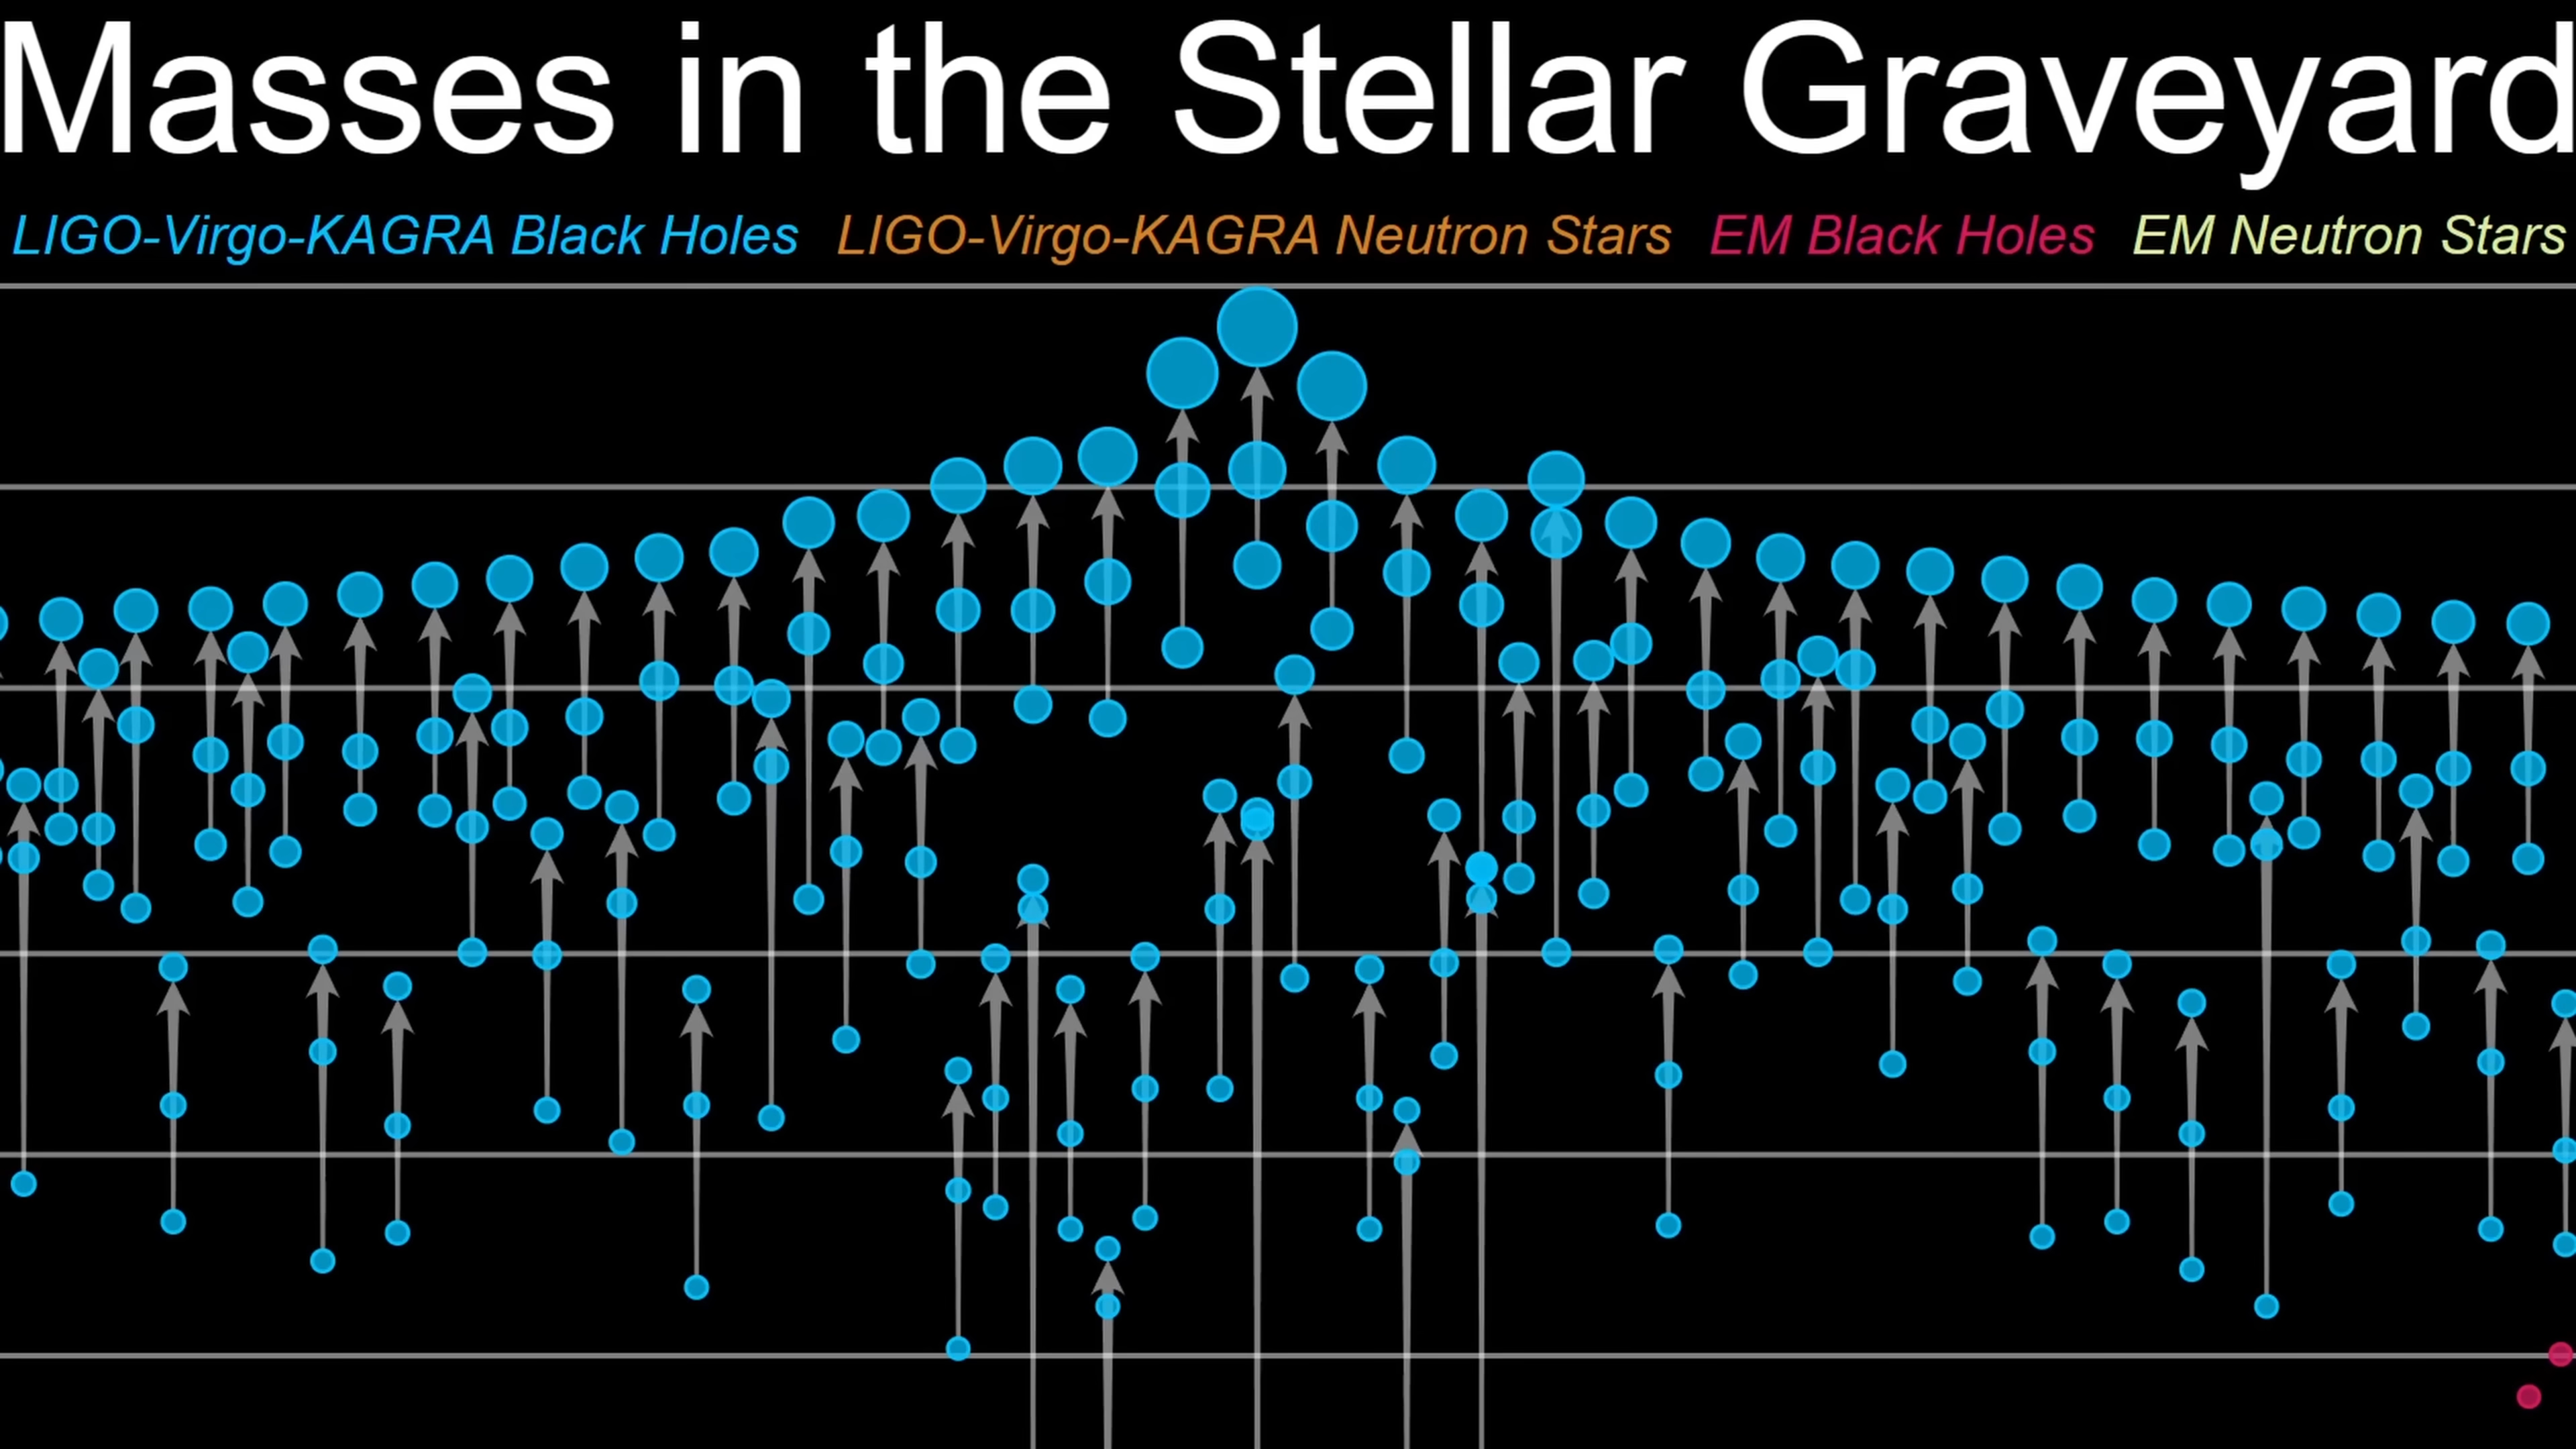 Masses in the Stellar Graveyard
LIGO-Virgo-KAGRA Black Holes LIGO-Virgo-KAGRA Neutron Stars EM Black Holes EM Neutron Stars